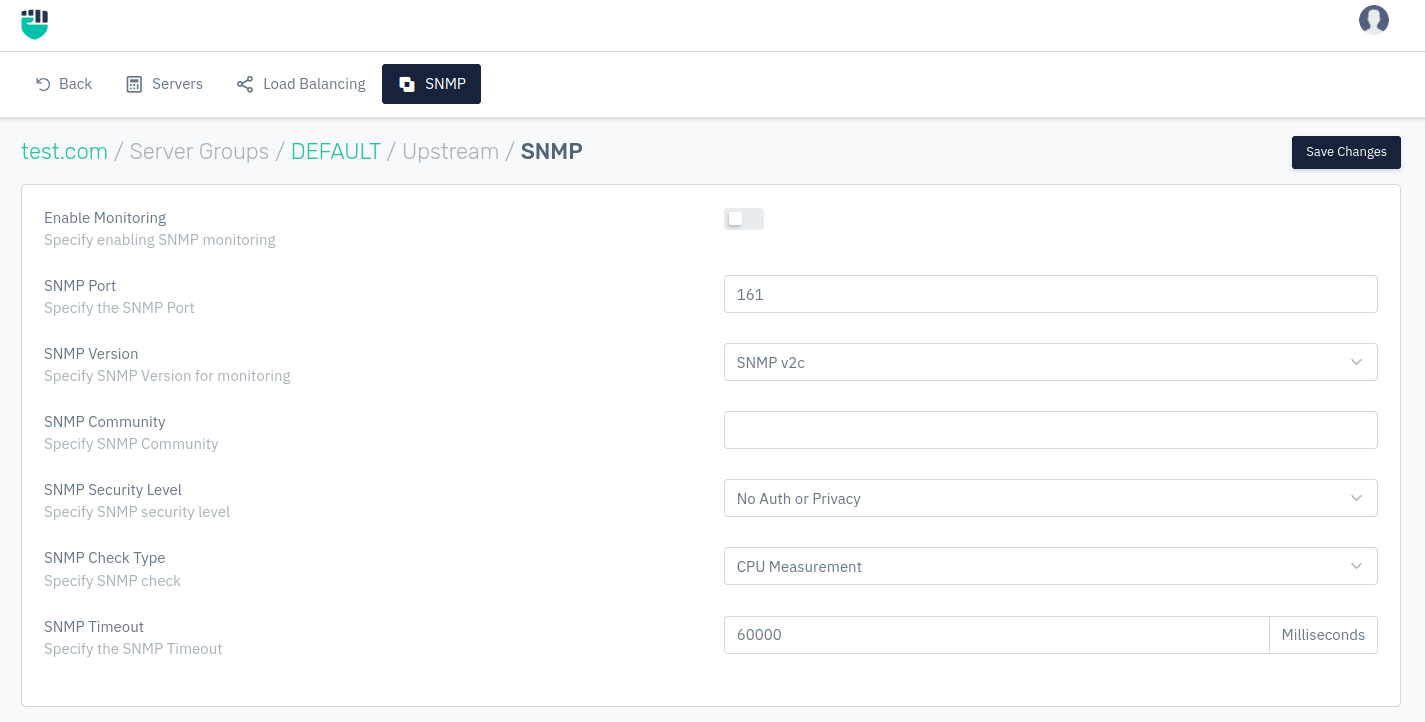 Back Servers Load Balancing SNMP
test.com / Server Groups / DEFAULT / Upstream / SNMP
Save Changes
Enable Monitoring
Specify enabling SNMP monitoring
SNMP Port
Specify the SNMP Port
161
SNMP Version
Specify SNMP Version for monitoring
SNMP v2c
SNMP Community
Specify SNMP Community
SNMP Security Level
Specify SNMP security level
No Auth or Privacy
SNMP Check Type
Specify SNMP check
CPU Measurement
SNMP Timeout
Specify the SNMP Timeout
60000 Milliseconds